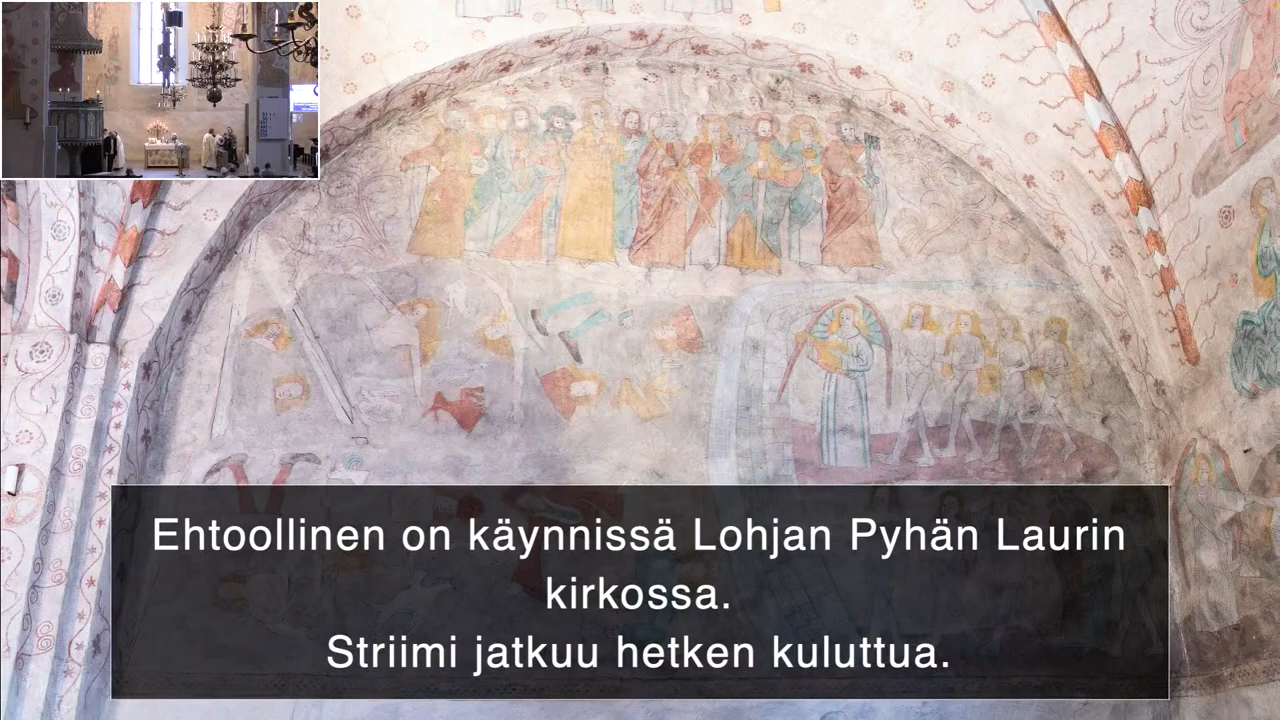 Ehtoollinen on käynnissä Lohjan Pyhän Laurin
kirkossa.
Striimi jatkuu hetken kuluttua.